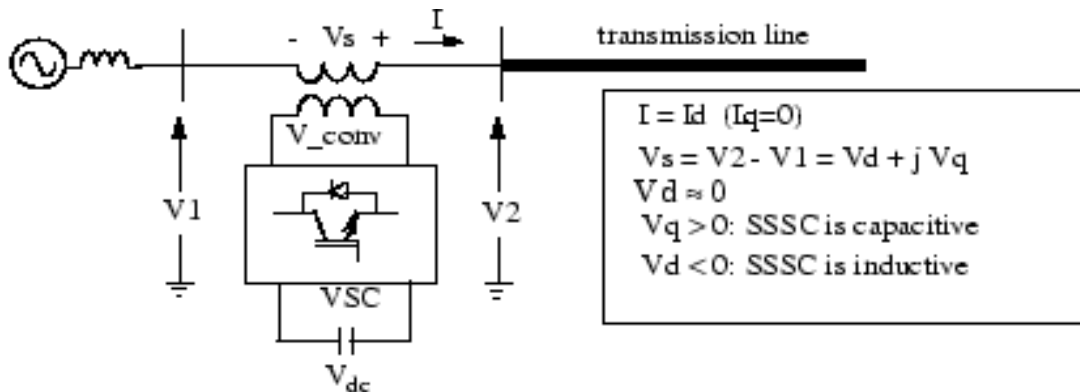 - Vs +
I
transmission line
V_conv
V1
V2
VSC
Vdc
I = Id (Iq=0)
Vs = V2 - V1 = Vd + j Vq
Vd ≈ 0
Vq > 0: SSSC is capacitive
Vd < 0: SSSC is inductive